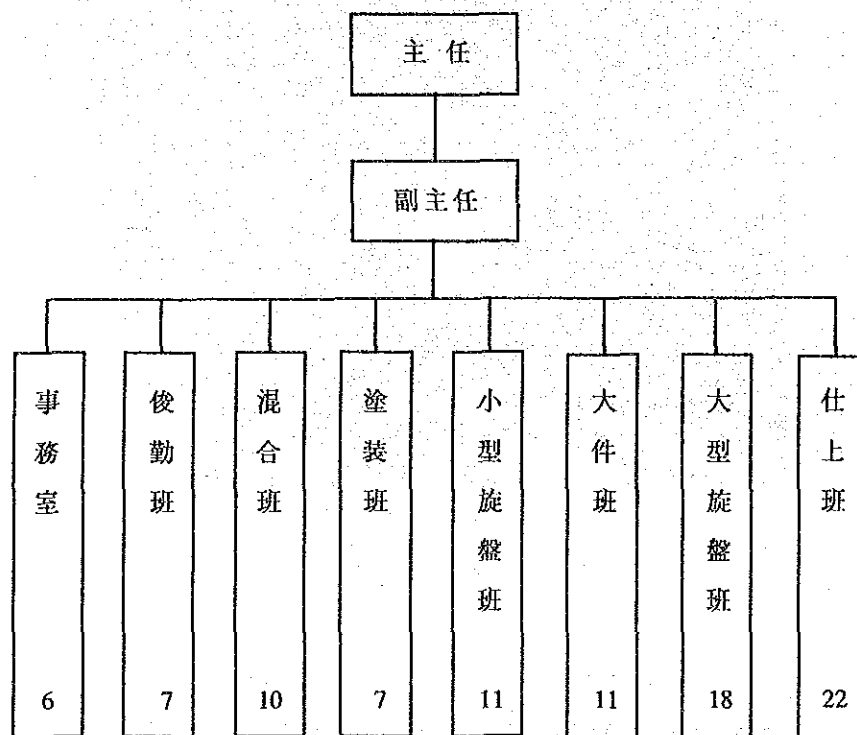 主任
副主任
事務室
6
俊勤班
7
混合班
10
塗装班
7
小型旋盤班
11
大件班
11
大型旋盤班
18
仕上班
22